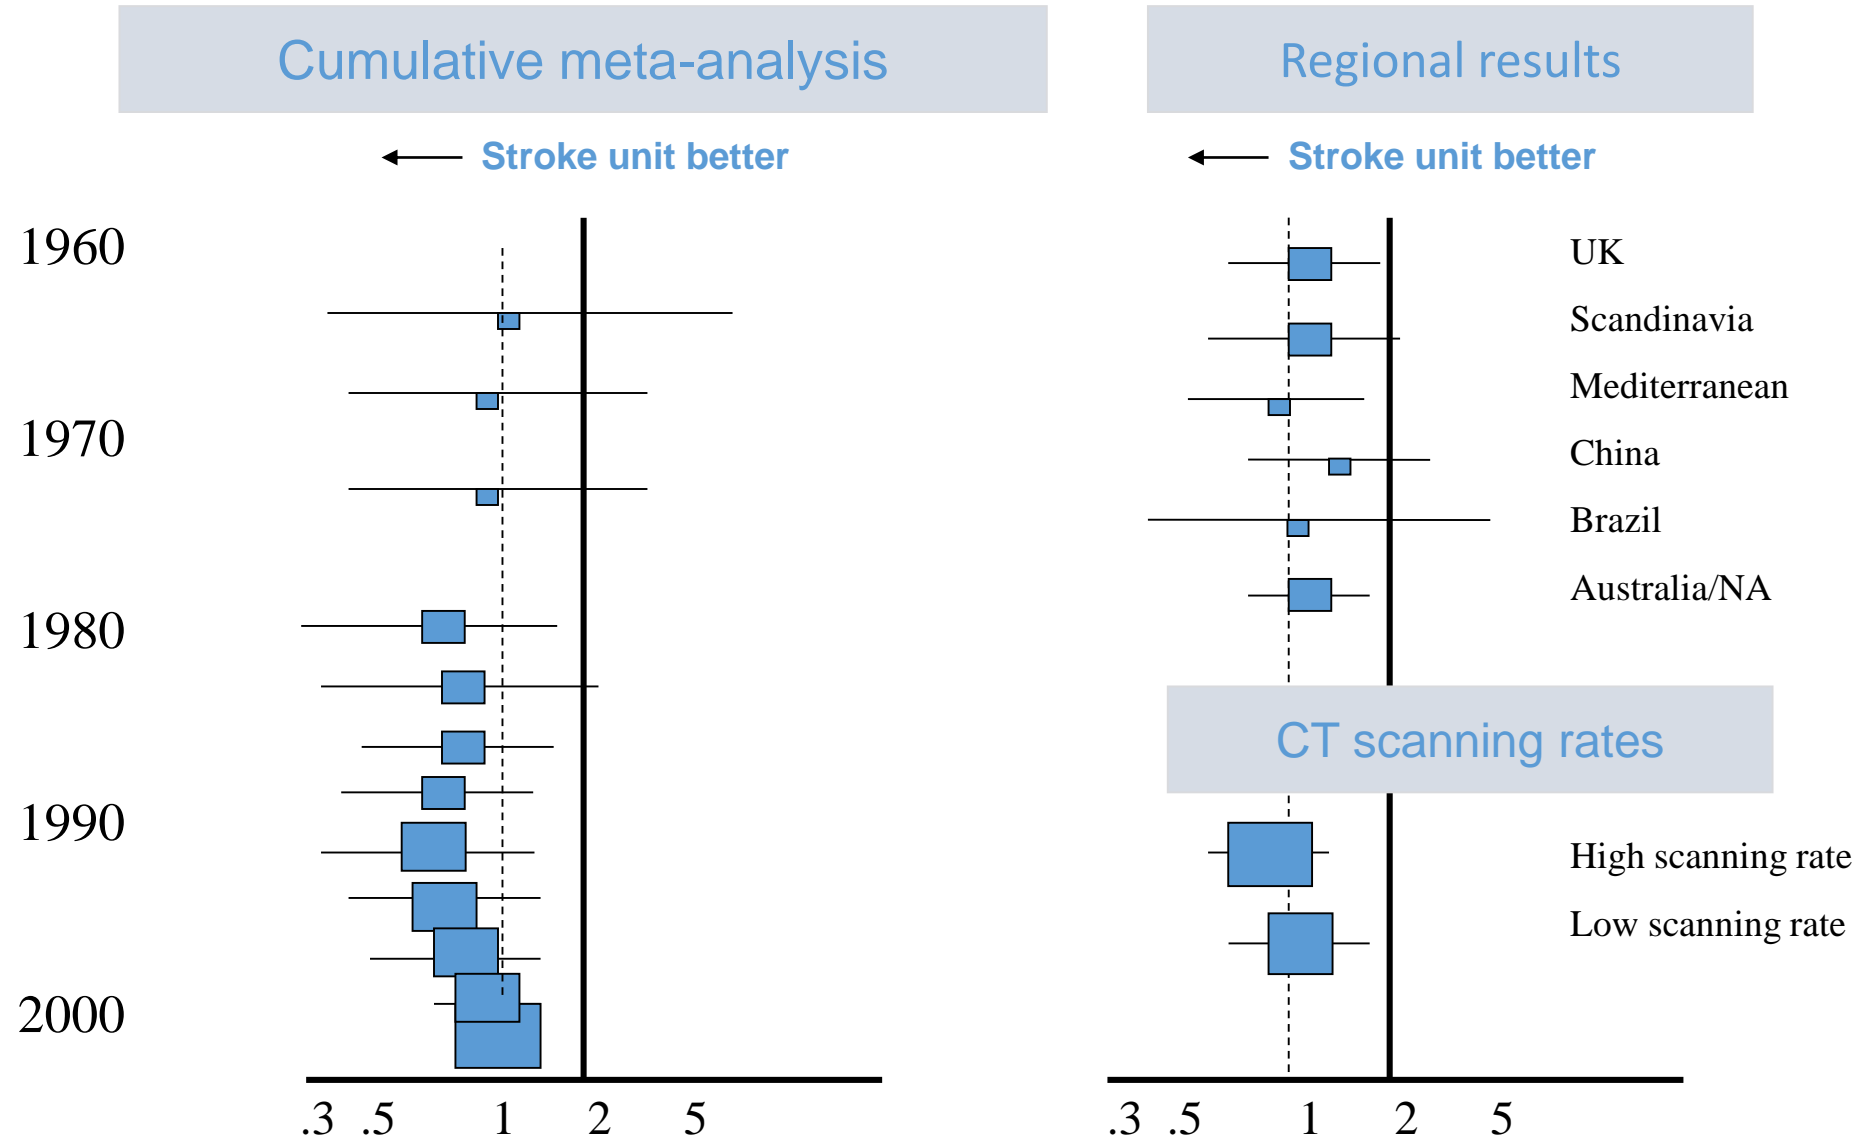 Cumulative meta-analysis
Stroke unit better
1960
1970
1980
1990
2000
.3 .5 1 2 5
Regional results
Stroke unit better
UK
Scandinavia
Mediterranean
China
Brazil
Australia/NA
CT scanning rates
High scanning rate
Low scanning rate
.3 .5 1 2 5